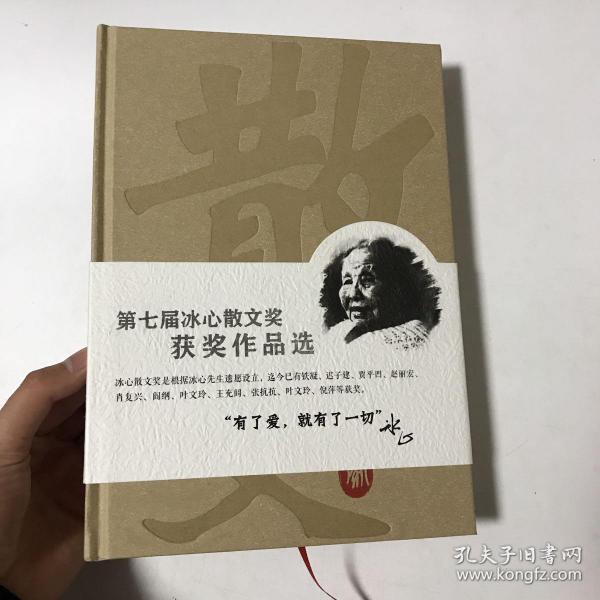 散
文
第七届冰心散文奖
获奖作品选
冰心散文奖是根据冰心先生遗愿设立，迄今已有铁凝、迟子建、贾平凹、赵丽宏、
肖复兴、阎纲、叶文玲、王充闾、张抗抗、叶文玲、倪萍等获奖。
“有了爱，就有了一切”
冰心
孔夫子旧书网
www.kongfz.com